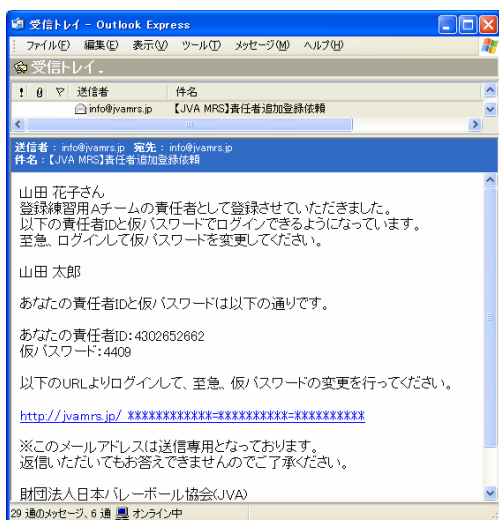 受信トレイ - Outlook Express
ファイル(F) 編集(E) 表示(V) ツール(T) メッセージ(M) ヘルプ(H)
受信トレイ
! 送信者 件名
info@jvamrs.jp 【JVA MRS】責任者追加登録依頼
送信者： info@jvamrs.jp 宛先： info@jvamrs.jp
件名：【JVA MRS】責任者追加登録依頼
山田 花子さん
登録練習用Aチームの責任者として登録させていただきました。
以下の責任者IDと仮パスワードでログインできるようになっています。
至急、ログインして仮パスワードを変更してください。
山田 太郎
あなたの責任者IDと仮パスワードは以下の通りです。
あなたの責任者ID：4302652662
仮パスワード：4409
以下のURLよりログインして、至急、仮パスワードの変更を行ってください。
http://jvamrs.jp/ ************=**********=**********
※このメールアドレスは送信専用となっております。
返信いただいてもお答えできませんのでご了承ください。
財団法人日本バレーボール協会(JVA)
29 通のメッセージ、6 通 オンライン中